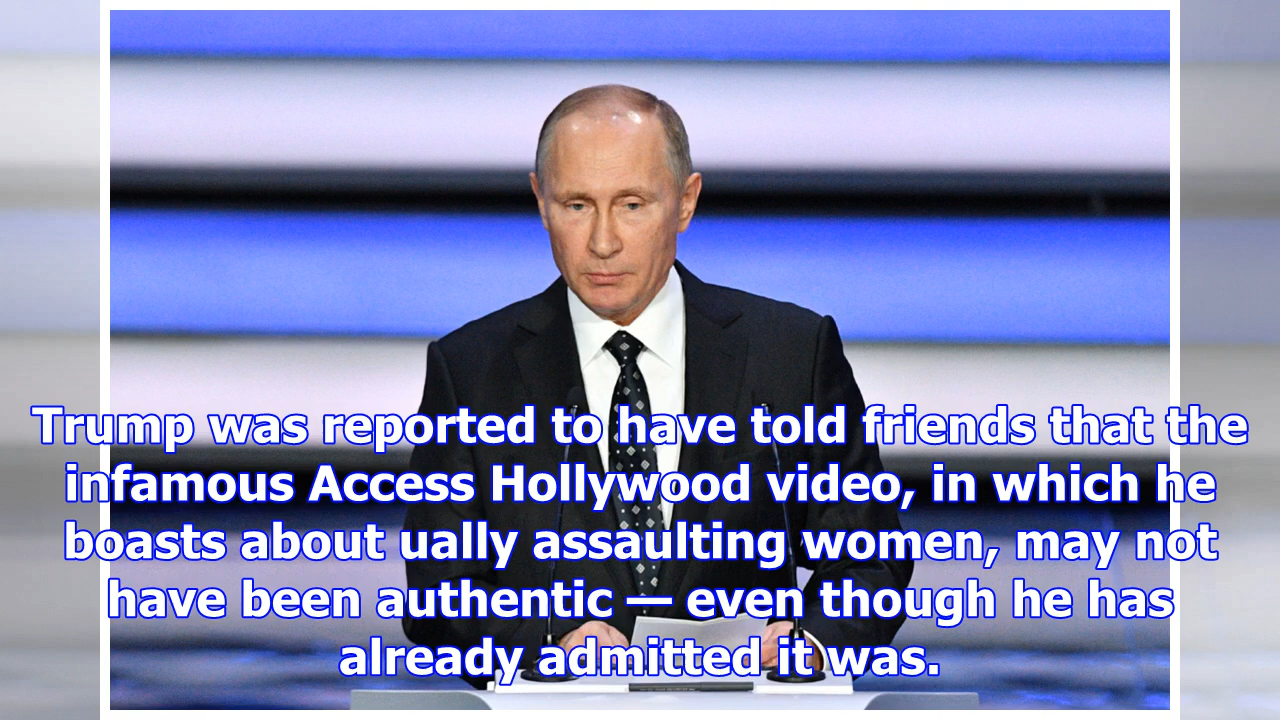 Trump was reported to have told friends that the
infamous Access Hollywood video, in which he
boasts about ually assaulting women, may not
have been authentic — even though he has
already admitted it was.